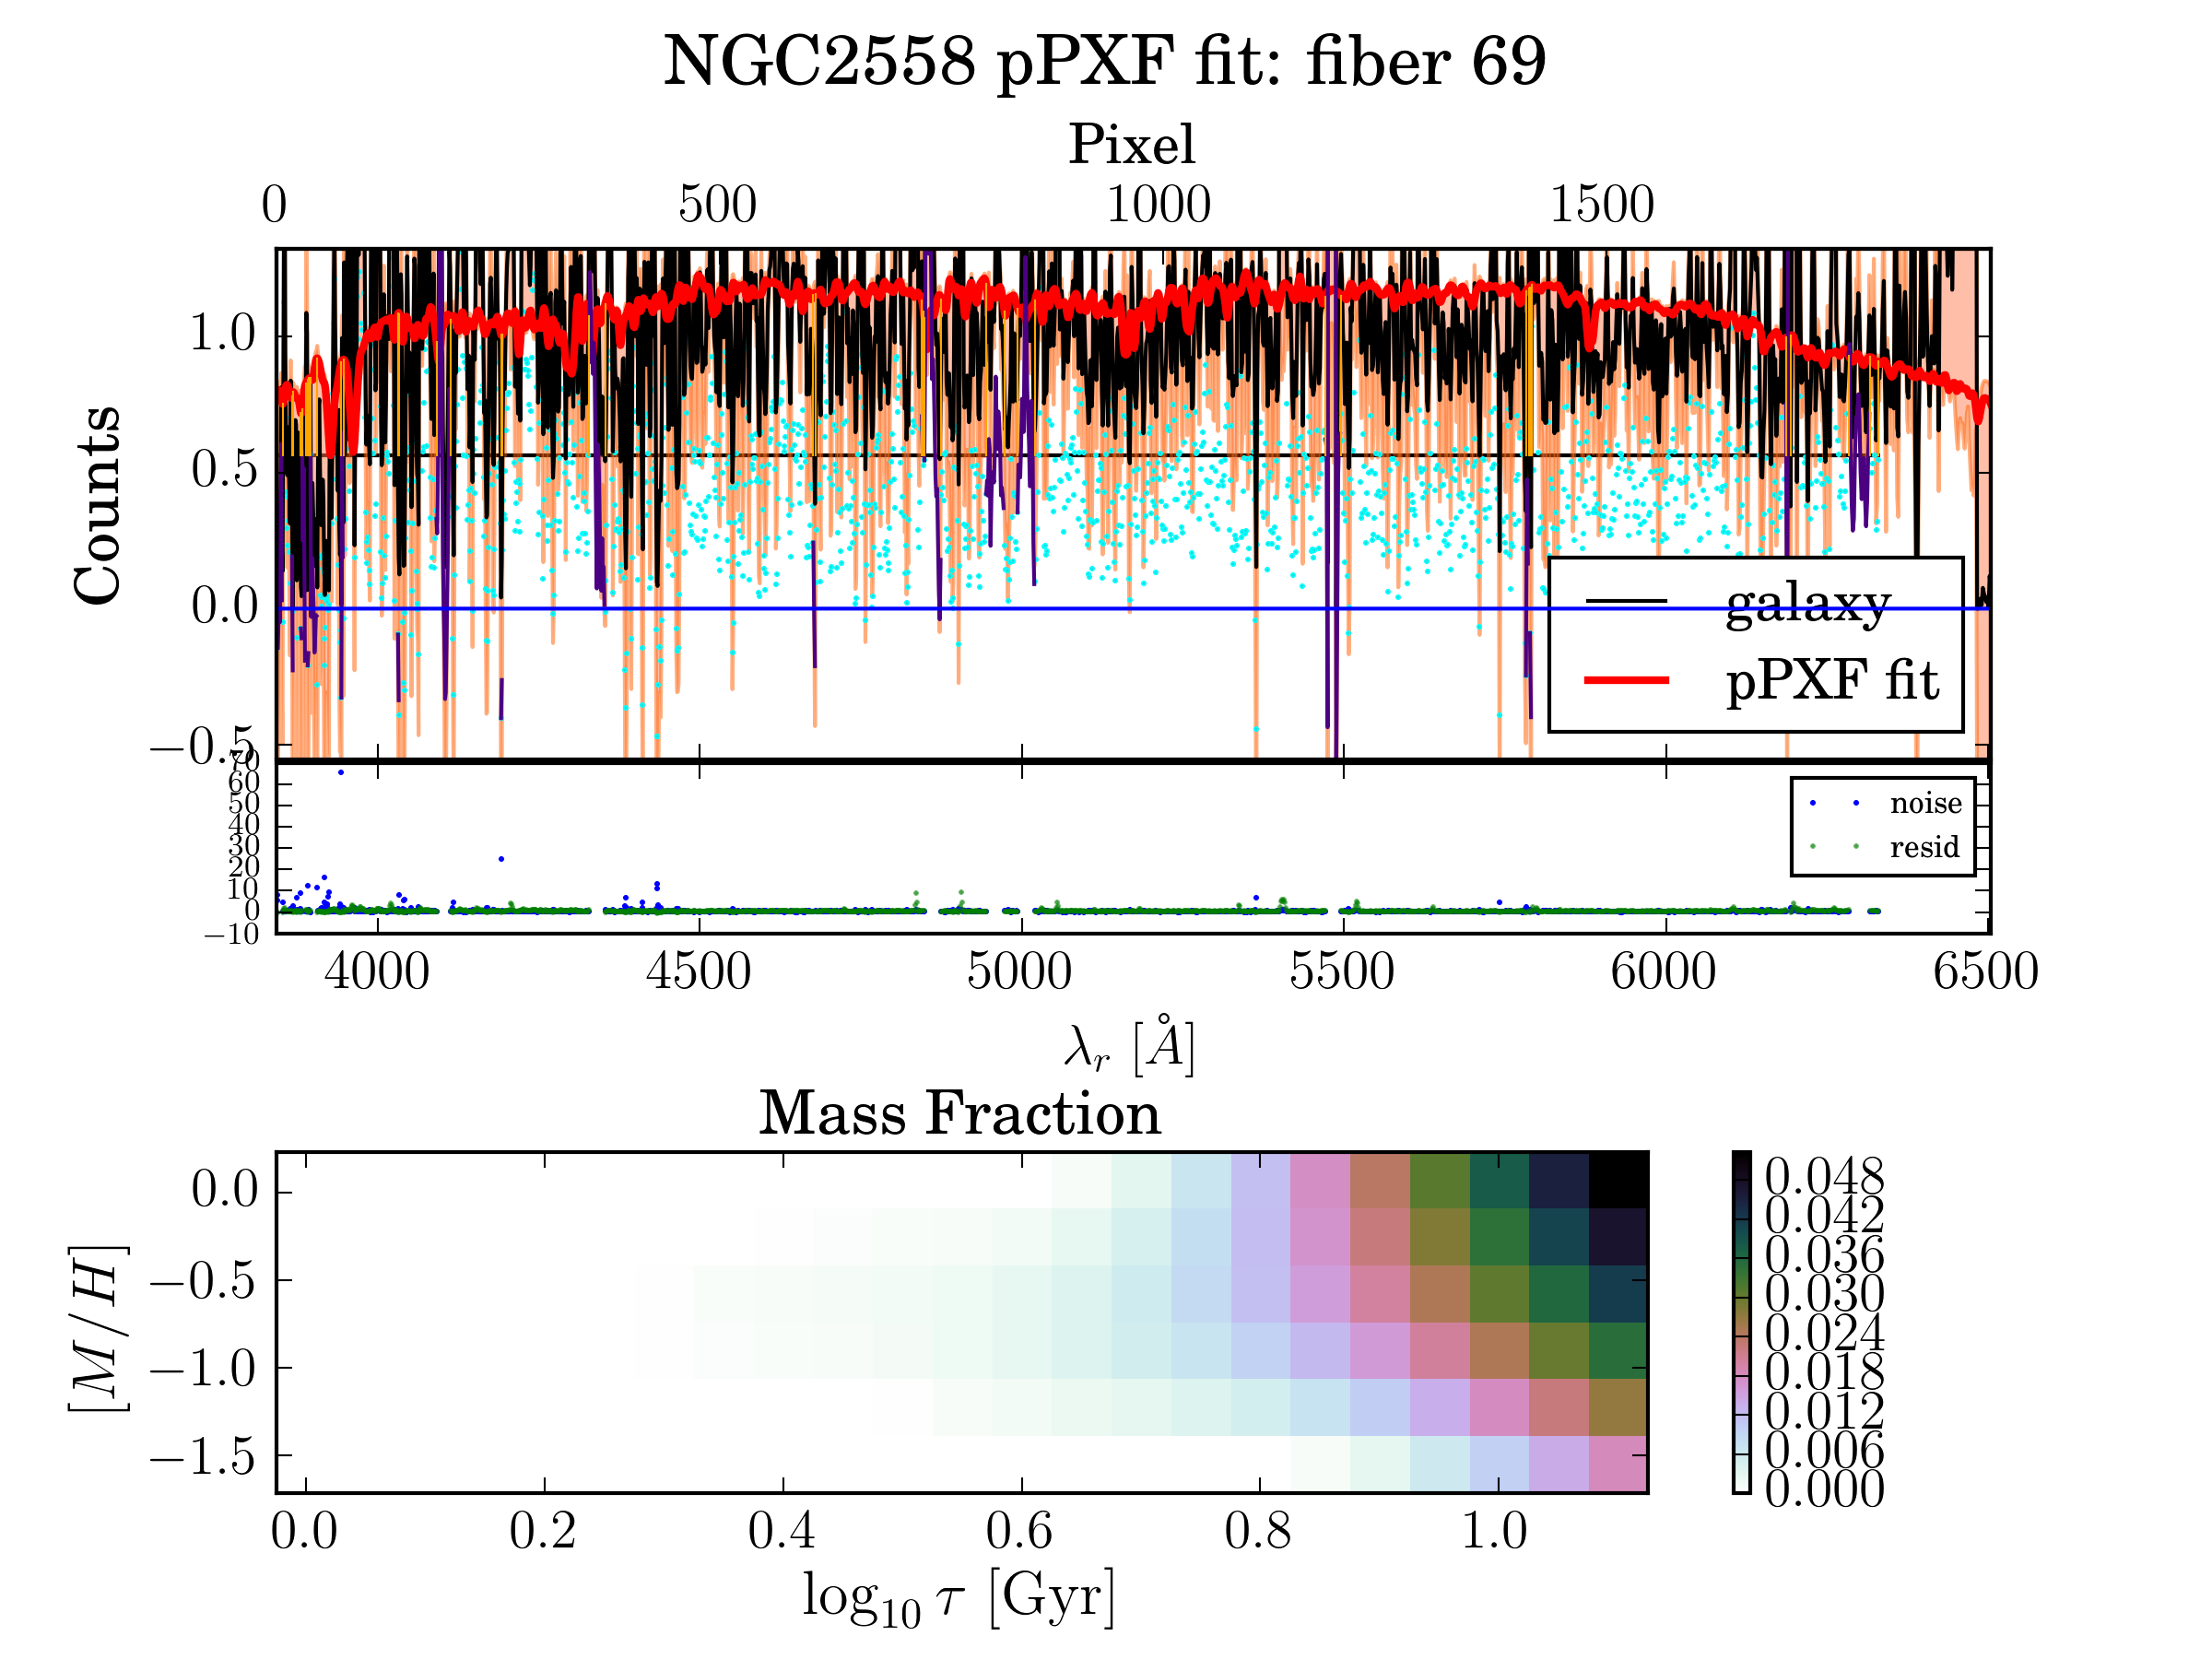 NGC2558 pPXF fit: fiber 69
Pixel
0 500 1000 1500
Counts
1.0
0.5
0.0
−0.5
galaxy
pPXF fit
70
60
50
40
30
20
10
0
−10
noise
resid
4000 4500 5000 5500 6000 6500
λr [Å]
Mass Fraction
[M/H]
0.0
−0.5
−1.0
−1.5
0.048
0.042
0.036
0.030
0.024
0.018
0.012
0.006
0.000
0.0 0.2 0.4 0.6 0.8 1.0
log10 τ [Gyr]